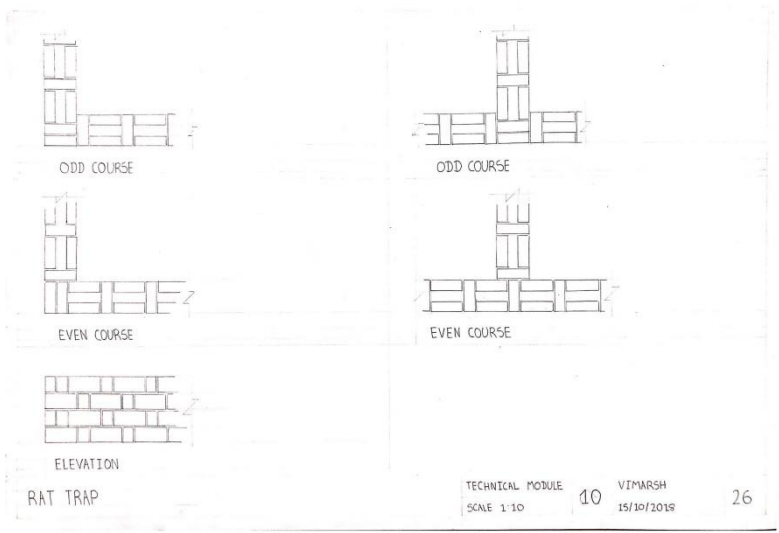 ODD COURSE
ODD COURSE
EVEN COURSE
EVEN COURSE
ELEVATION
RAT TRAP
TECHNICAL MODULE
SCALE 1:10
10
VIMARSH
15/10/2018
26